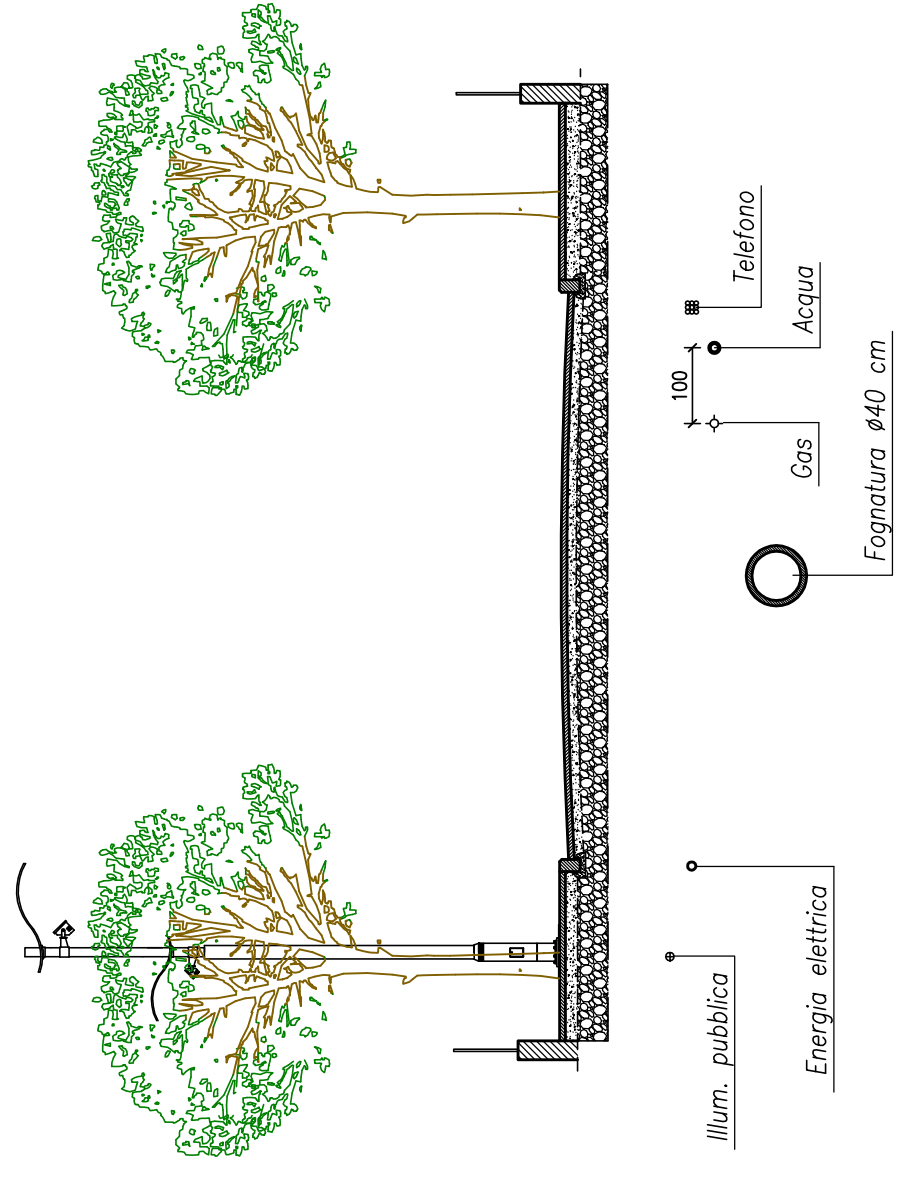 Illum. pubblica
Energia elettrica
Fognatura ø40 cm
Gas
100
Acqua
Telefono